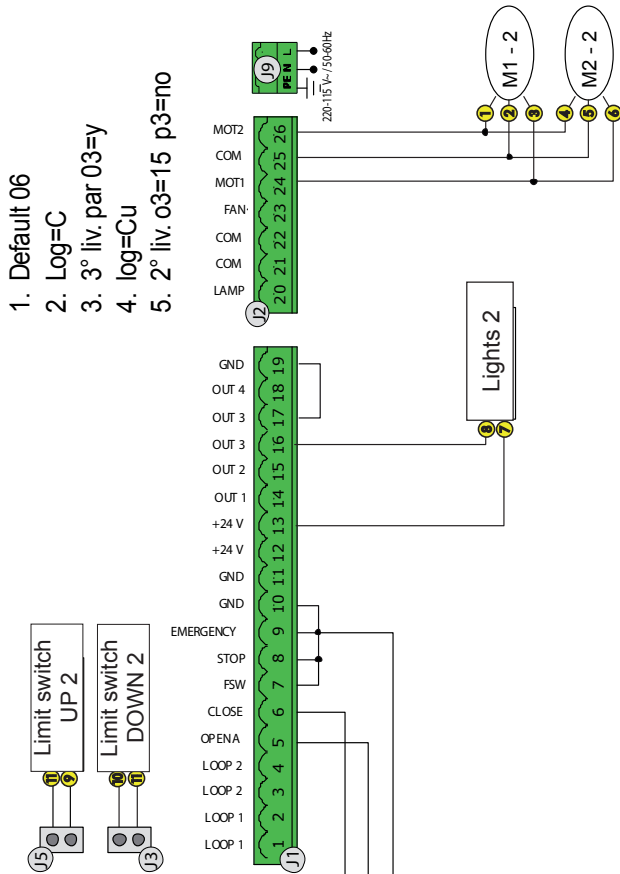 1. Default 06
2. Log=C
3. 3° liv. par 03=y
4. log=Cu
5. 2° liv. o3=15 p3=no
J9
PE N L
220-115 V~/50-60Hz
J2
MOT2 26
COM 25
MOT1 24
FAN 23
COM 22
COM 21
LAMP 20
M1 - 2
1
2
3
M2 - 2
4
5
6
GND 19
OUT 4 18
OUT 3 17
OUT 3 16
OUT 2 15
OUT 1 14
+24 V 13
+24 V 12
GND 11
GND 10
EMERGENCY 9
STOP 8
FSW 7
CLOSE 6
OPEN A 5
LOOP 2 4
LOOP 2 3
LOOP 1 2
LOOP 1 1
J1
Lights 2
8
7
Limit switch
UP 2
11
9
J5
Limit switch
DOWN 2
10
11
J3